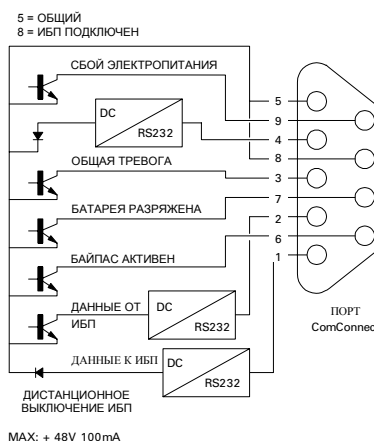 5 = ОБЩИЙ
8 = ИБП ПОДКЛЮЧЕН
СБОЙ ЭЛЕКТРОПИТАНИЯ
5
9
DC
RS232
4
8
ОБЩАЯ ТРЕВОГА
3
БАТАРЕЯ РАЗРЯЖЕНА
7
2
БАЙПАС АКТИВЕН
6
1
ДАННЫЕ ОТ
ИБП
DC
RS232
ПОРТ
ComConnec
ДАННЫЕ К ИБП
DC
RS232
ДИСТАНЦИОННОЕ
ВЫКЛЮЧЕНИЕ ИБП
MAX: + 48V 100mA